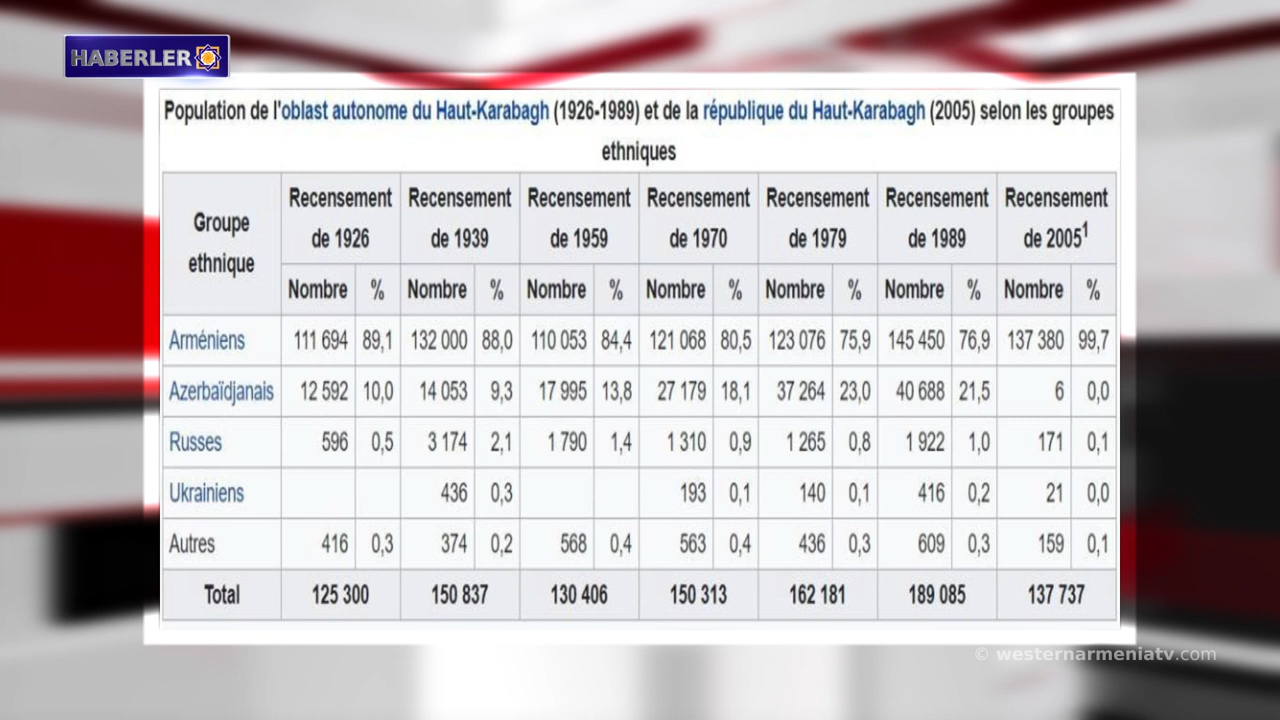 HABERLER
Population de l'oblast autonome du Haut-Karabagh (1926-1989) et de la république du Haut-Karabagh (2005) selon les groupes
ethniques
Groupe ethnique Recensement de 1926 Recensement de 1939 Recensement de 1959 Recensement de 1970 Recensement de 1979 Recensement de 1989 Recensement de 2005¹
Nombre % Nombre % Nombre % Nombre % Nombre % Nombre % Nombre %
Arméniens 111 694 89,1 132 000 88,0 110 053 84,4 121 068 80,5 123 076 75,9 145 450 76,9 137 380 99,7
Azerbaïdjanais 12 592 10,0 14 053 9,3 17 995 13,8 27 179 18,1 37 264 23,0 40 688 21,5 6 0,0
Russes 596 0,5 3 174 2,1 1 790 1,4 1 310 0,9 1 265 0,8 1 922 1,0 171 0,1
Ukrainiens 436 0,3 193 0,1 140 0,1 416 0,2 21 0,0
Autres 416 0,3 374 0,2 568 0,4 563 0,4 436 0,3 609 0,3 159 0,1
Total 125 300 150 837 130 406 150 313 162 181 189 085 137 737
© westernarmeniatv.com